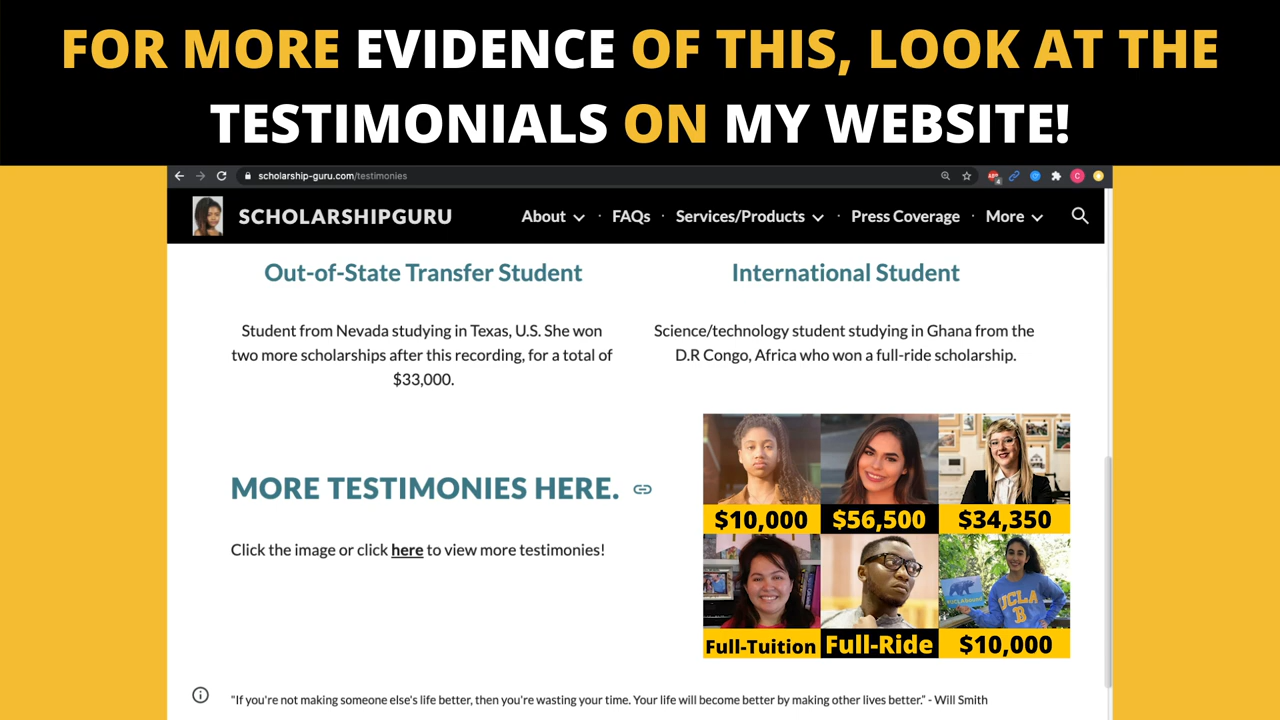 FOR MORE EVIDENCE OF THIS, LOOK AT THE
TESTIMONIALS ON MY WEBSITE!
scholarship-guru.com/testimonies
SCHOLARSHIPGURU
About · FAQs · Services/Products · Press Coverage · More
Out-of-State Transfer Student
International Student
Student from Nevada studying in Texas, U.S. She won
two more scholarships after this recording, for a total of
$33,000.
Science/technology student studying in Ghana from the
D.R Congo, Africa who won a full-ride scholarship.
MORE TESTIMONIES HERE.
Click the image or click here to view more testimonies!
$10,000
$56,500
$34,350
UCLA
Full-Tuition
Full-Ride
$10,000
"If you're not making someone else's life better, then you're wasting your time. Your life will become better by making other lives better." - Will Smith